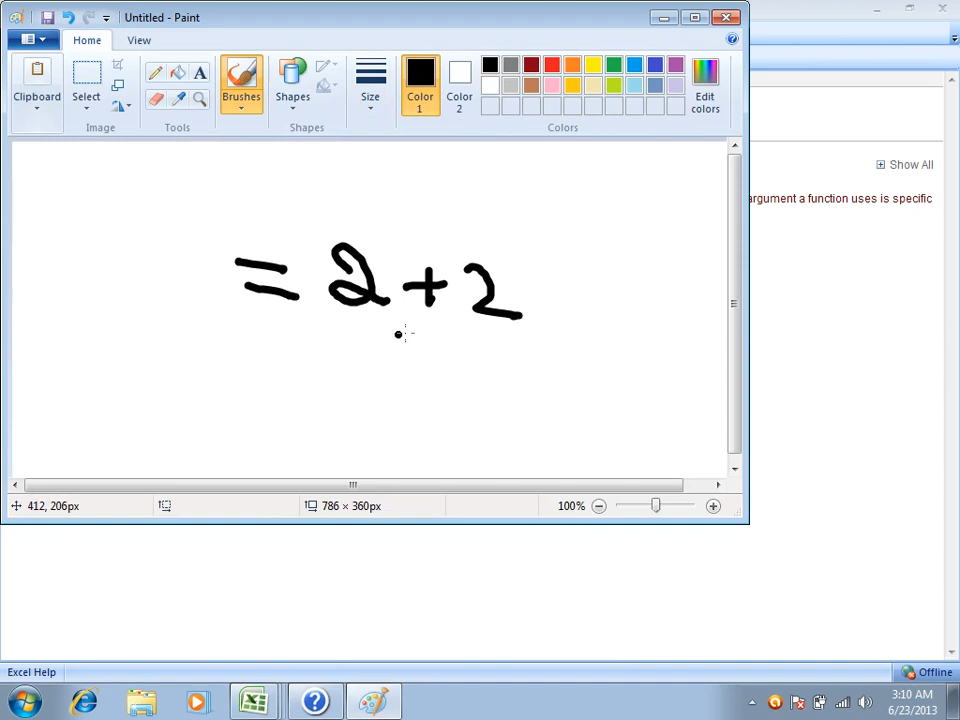 Untitled - Paint
Home View
Clipboard
Select
Image
Tools
Brushes
Shapes
Shapes
Size
Color 1
Color 2
Edit colors
Colors
Show All
argument a function uses is specific
= 2 + 2
412, 206px
786 × 360px
100%
Excel Help
Offline
3:10 AM
6/23/2013